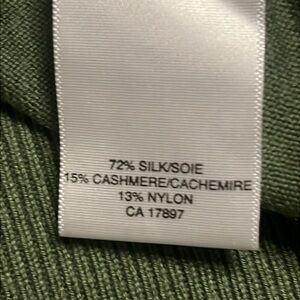 72% SILK/SOIE
15% CASHMERE/CACHEMIRE
13% NYLON
CA 17897